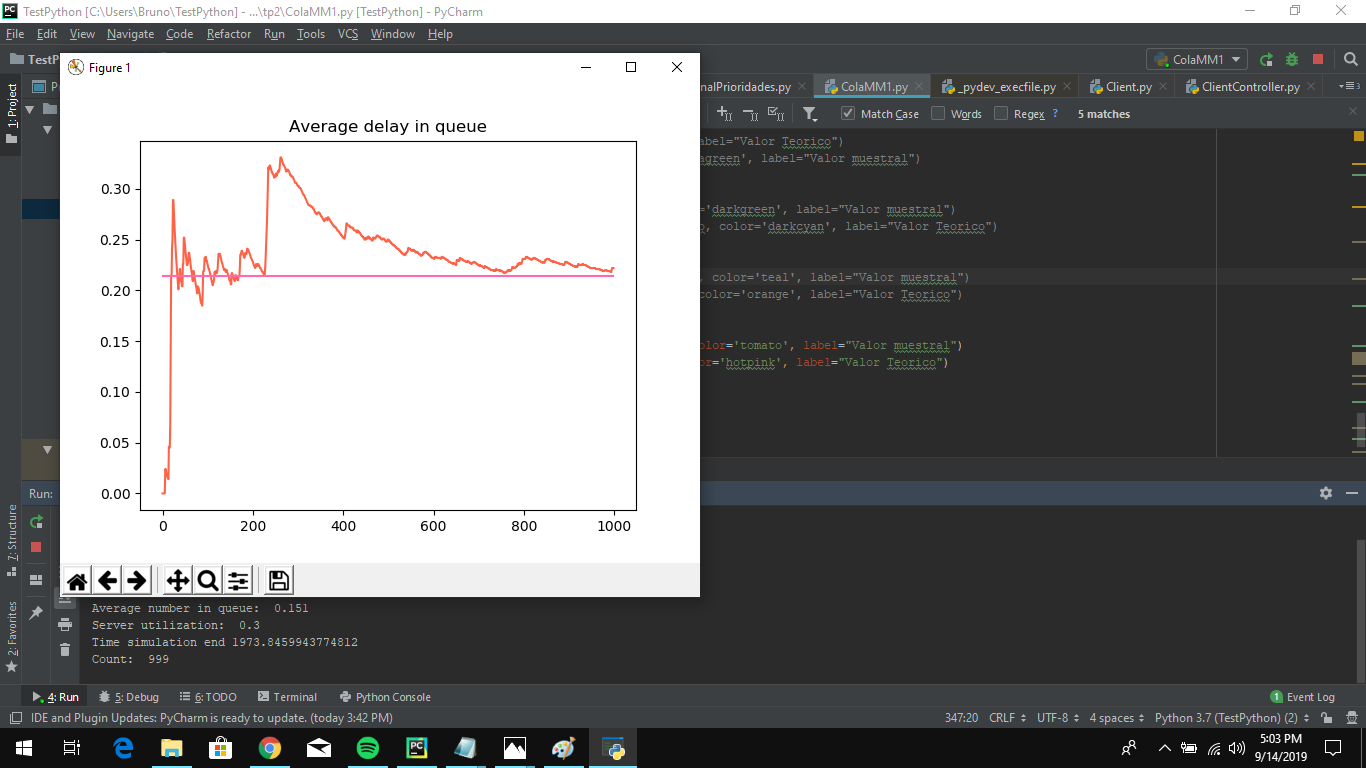 TestPython [C:\Users\Bruno\TestPython] - ...\tp2\ColaMM1.py [TestPython] - PyCharm
File Edit View Navigate Code Refactor Run Tools VCS Window Help
ColaMM1
Figure 1
nalPrioridades.py ColaMM1.py _pydev_execfile.py Client.py ClientController.py
1: Project
Match Case Words Regex ? 5 matches
Average delay in queue
abel="Valor Teorico")
agreen', label="Valor muestral")
='darkgreen', label="Valor muestral")
o, color='darkcyan', label="Valor Teorico")
, color='teal', label="Valor muestral")
color='orange', label="Valor Teorico")
olor='tomato', label="Valor muestral")
or='hotpink', label="Valor Teorico")
0.30
0.25
0.20
0.15
0.10
0.05
0.00
0 200 400 600 800 1000
Run:
7: Structure
2: Favorites
Average number in queue:  0.151
Server utilization:  0.3
Time simulation end 1973.8459943774812
Count:  999
4: Run 5: Debug 6: TODO Terminal Python Console 1 Event Log
IDE and Plugin Updates: PyCharm is ready to update. (today 3:42 PM) 347:20 CRLF UTF-8 4 spaces Python 3.7 (TestPython) (2)
5:03 PM
9/14/2019